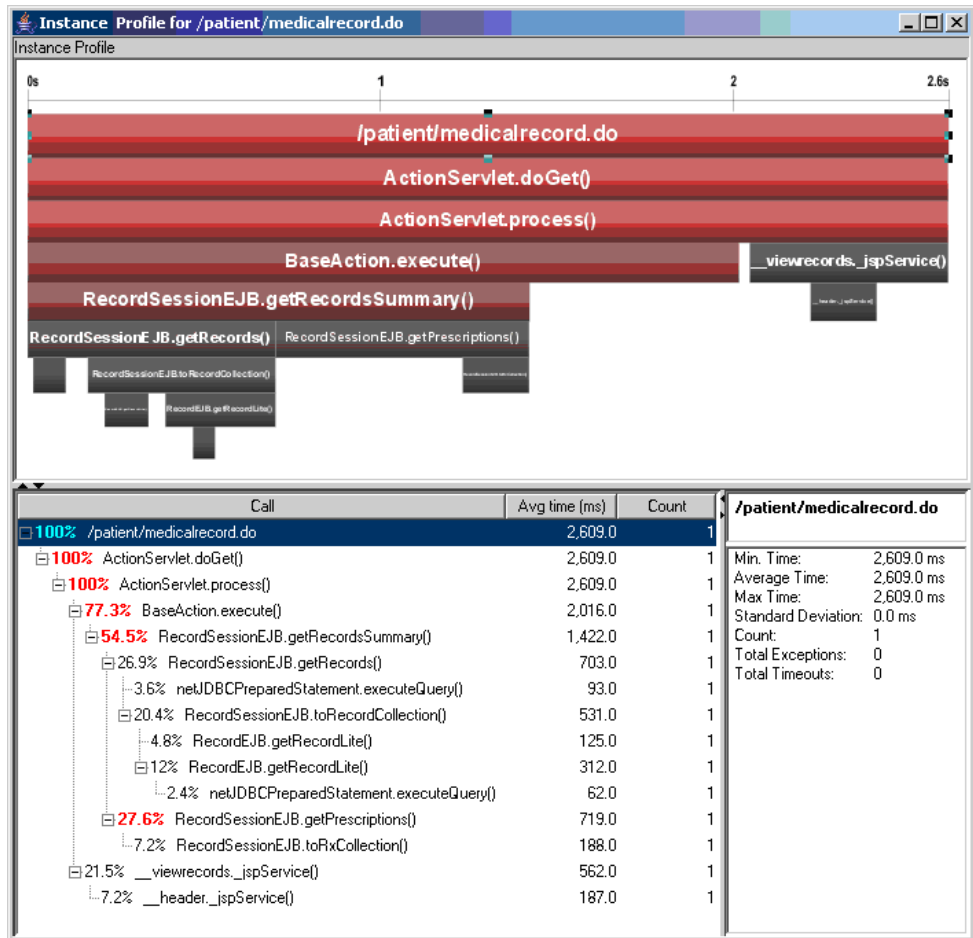 Instance Profile for /patient/medicalrecord.do
Instance Profile
0s 1 2 2.6s
/patient/medicalrecord.do
ActionServlet.doGet()
ActionServlet.process()
BaseAction.execute() __viewrecords._jspService()
RecordSessionEJB.getRecordsSummary() __header._jspService()
RecordSessionEJB.getRecords() RecordSessionEJB.getPrescriptions()
RecordSessionEJB.toRecordCollection()
RecordEJB.getRecordLite()
Call Avg time (ms) Count
100% /patient/medicalrecord.do 2,609.0 1
100% ActionServlet.doGet() 2,609.0 1
100% ActionServlet.process() 2,609.0 1
77.3% BaseAction.execute() 2,016.0 1
54.5% RecordSessionEJB.getRecordsSummary() 1,422.0 1
26.9% RecordSessionEJB.getRecords() 703.0 1
3.6% netJDBCPreparedStatement.executeQuery() 93.0 1
20.4% RecordSessionEJB.toRecordCollection() 531.0 1
4.8% RecordEJB.getRecordLite() 125.0 1
12% RecordEJB.getRecordLite() 312.0 1
2.4% netJDBCPreparedStatement.executeQuery() 62.0 1
27.6% RecordSessionEJB.getPrescriptions() 719.0 1
7.2% RecordSessionEJB.toRxCollection() 188.0 1
21.5% __viewrecords._jspService() 562.0 1
7.2% __header._jspService() 187.0 1
/patient/medicalrecord.do
Min. Time: 2,609.0 ms
Average Time: 2,609.0 ms
Max Time: 2,609.0 ms
Standard Deviation: 0.0 ms
Count: 1
Total Exceptions: 0
Total Timeouts: 0